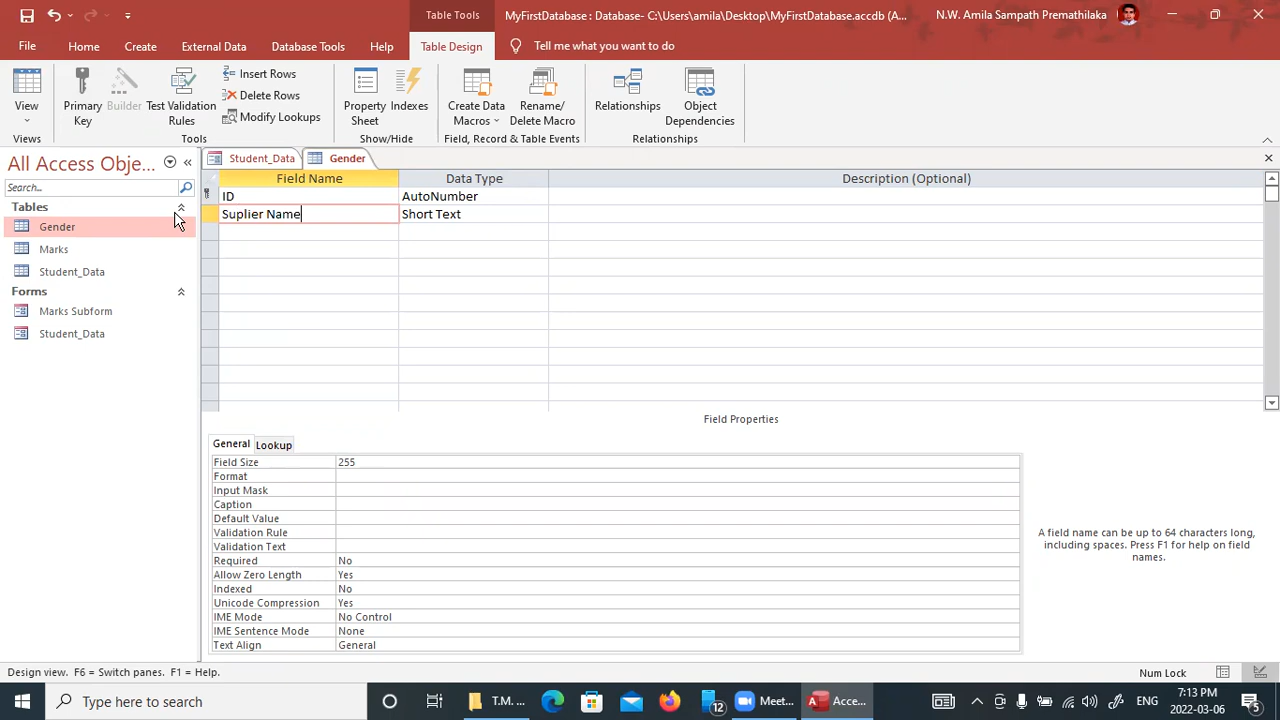 Table Tools
MyFirstDatabase : Database- C:\Users\amila\Desktop\MyFirstDatabase.accdb (A...
N.W. Amila Sampath Premathilaka
File Home Create External Data Database Tools Help Table Design Tell me what you want to do
View
Primary Key
Builder
Test Validation Rules
Insert Rows
Delete Rows
Modify Lookups
Property Sheet
Indexes
Create Data Macros
Rename/ Delete Macro
Relationships
Object Dependencies
Views
Tools
Show/Hide
Field, Record & Table Events
Relationships
All Access Obje...
Search...
Tables
Gender
Marks
Student_Data
Forms
Marks Subform
Student_Data
Student_Data Gender
Field Name Data Type Description (Optional)
ID AutoNumber
Suplier Name Short Text
Field Properties
General Lookup
Field Size 255
Format
Input Mask
Caption
Default Value
Validation Rule
Validation Text
Required No
Allow Zero Length Yes
Indexed No
Unicode Compression Yes
IME Mode No Control
IME Sentence Mode None
Text Align General
A field name can be up to 64 characters long,
including spaces. Press F1 for help on field
names.
Design view. F6 = Switch panes. F1 = Help.
Num Lock
Type here to search
T.M. ...
12
Meet...
Acce...
ENG
7:13 PM
2022-03-06
5